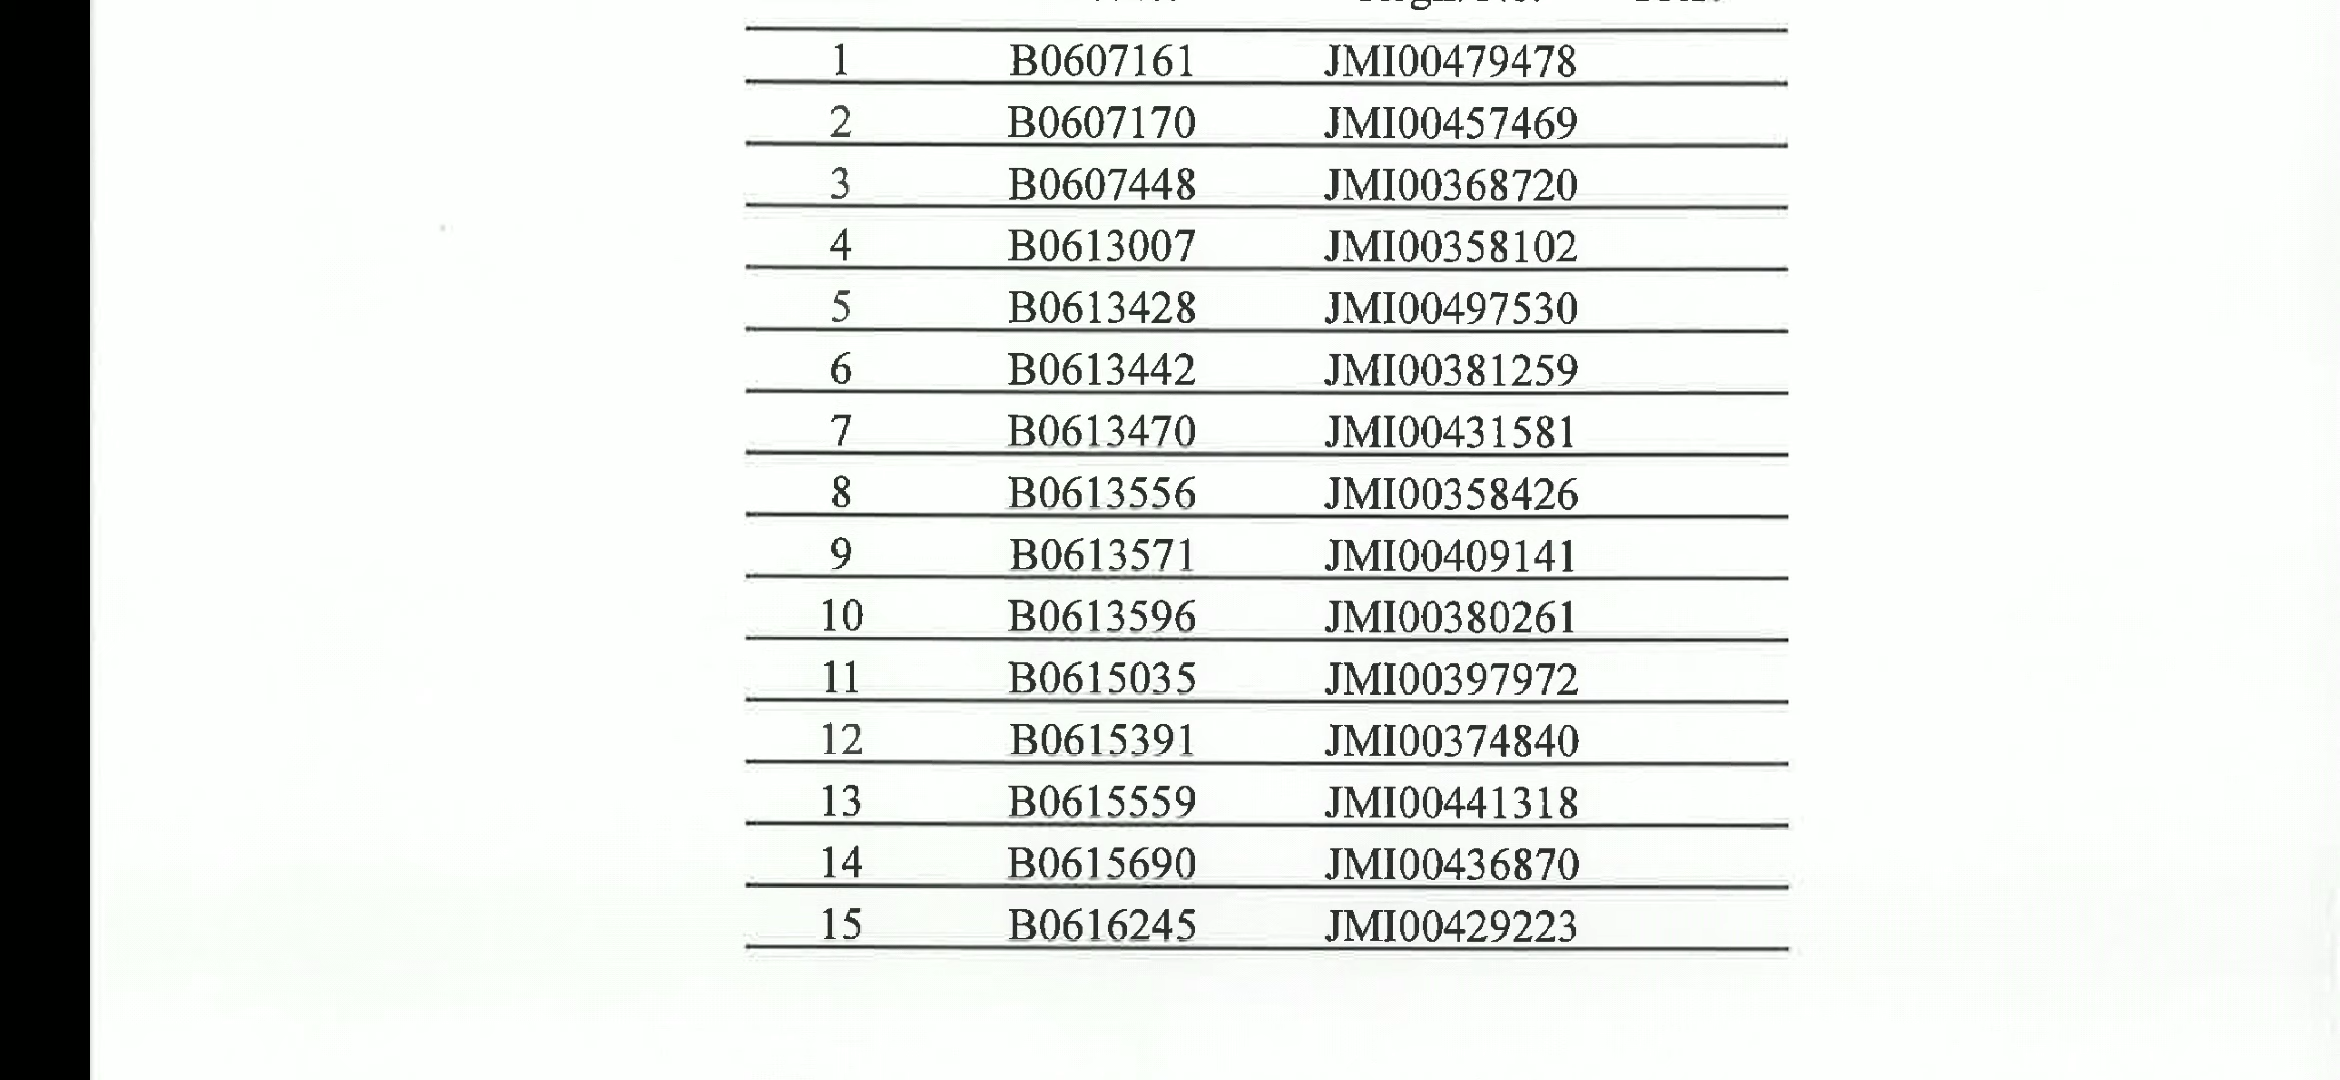 1 B0607161 JMI00479478
2 B0607170 JMI00457469
3 B0607448 JMI00368720
4 B0613007 JMI00358102
5 B0613428 JMI00497530
6 B0613442 JMI00381259
7 B0613470 JMI00431581
8 B0613556 JMI00358426
9 B0613571 JMI00409141
10 B0613596 JMI00380261
11 B0615035 JMI00397972
12 B0615391 JMI00374840
13 B0615559 JMI00441318
14 B0615690 JMI00436870
15 B0616245 JMI00429223